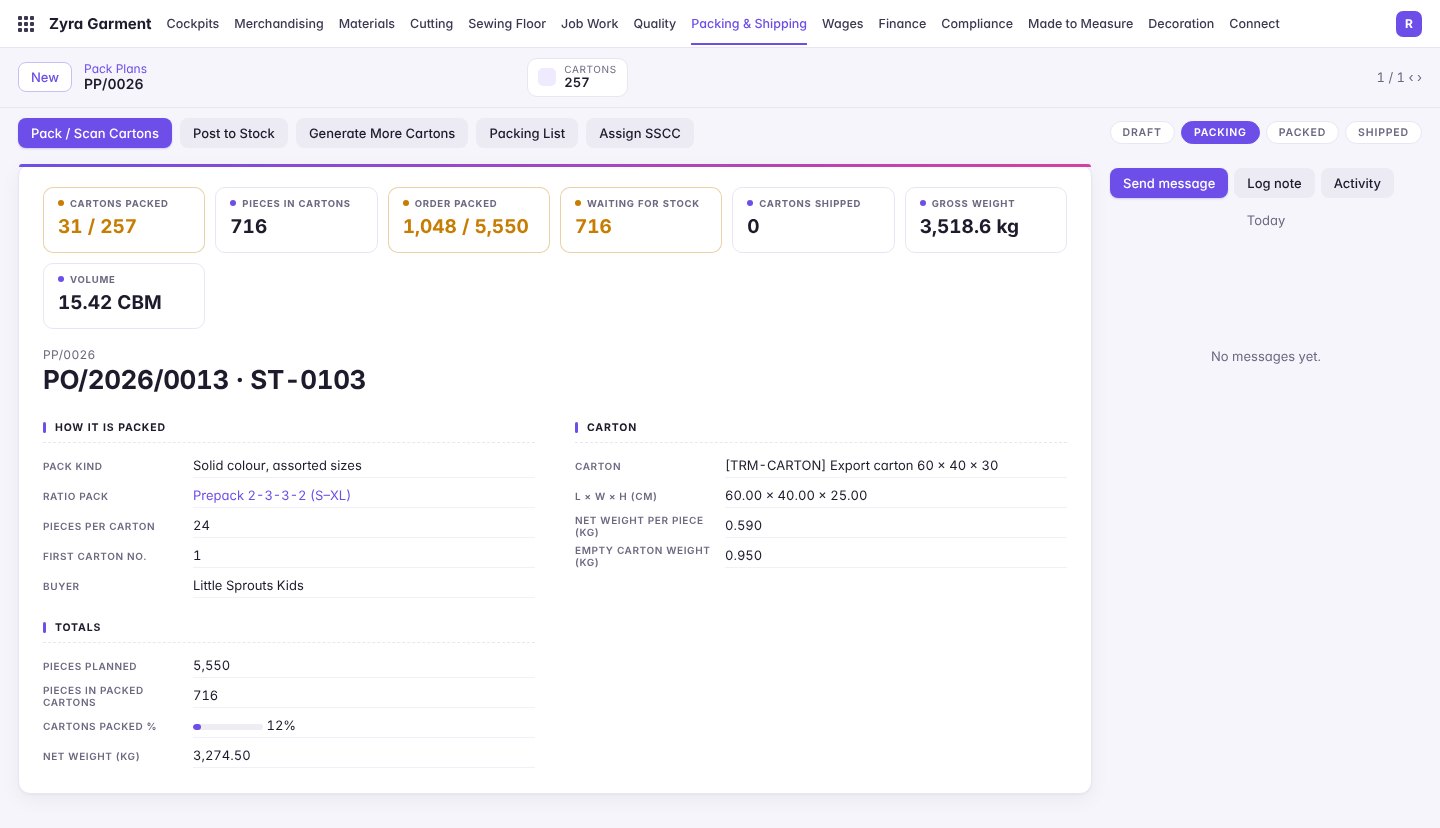 Zyra Garment Cockpits Merchandising Materials Cutting Sewing Floor Job Work Quality Packing & Shipping Wages Finance Compliance Made to Measure Decoration Connect R
New
Pack Plans
PP/0026
CARTONS
257
1 / 1 ‹ ›
Pack / Scan Cartons Post to Stock Generate More Cartons Packing List Assign SSCC
DRAFT PACKING PACKED SHIPPED
CARTONS PACKED
31 / 257
PIECES IN CARTONS
716
ORDER PACKED
1,048 / 5,550
WAITING FOR STOCK
716
CARTONS SHIPPED
0
GROSS WEIGHT
3,518.6 kg
VOLUME
15.42 CBM
PP/0026
PO/2026/0013 · ST-0103
HOW IT IS PACKED
PACK KIND Solid colour, assorted sizes
RATIO PACK Prepack 2-3-3-2 (S–XL)
PIECES PER CARTON 24
FIRST CARTON NO. 1
BUYER Little Sprouts Kids
CARTON
CARTON [TRM-CARTON] Export carton 60 × 40 × 30
L × W × H (CM) 60.00 × 40.00 × 25.00
NET WEIGHT PER PIECE
(KG) 0.590
EMPTY CARTON WEIGHT
(KG) 0.950
TOTALS
PIECES PLANNED 5,550
PIECES IN PACKED
CARTONS 716
CARTONS PACKED % 12%
NET WEIGHT (KG) 3,274.50
Send message Log note Activity
Today
No messages yet.